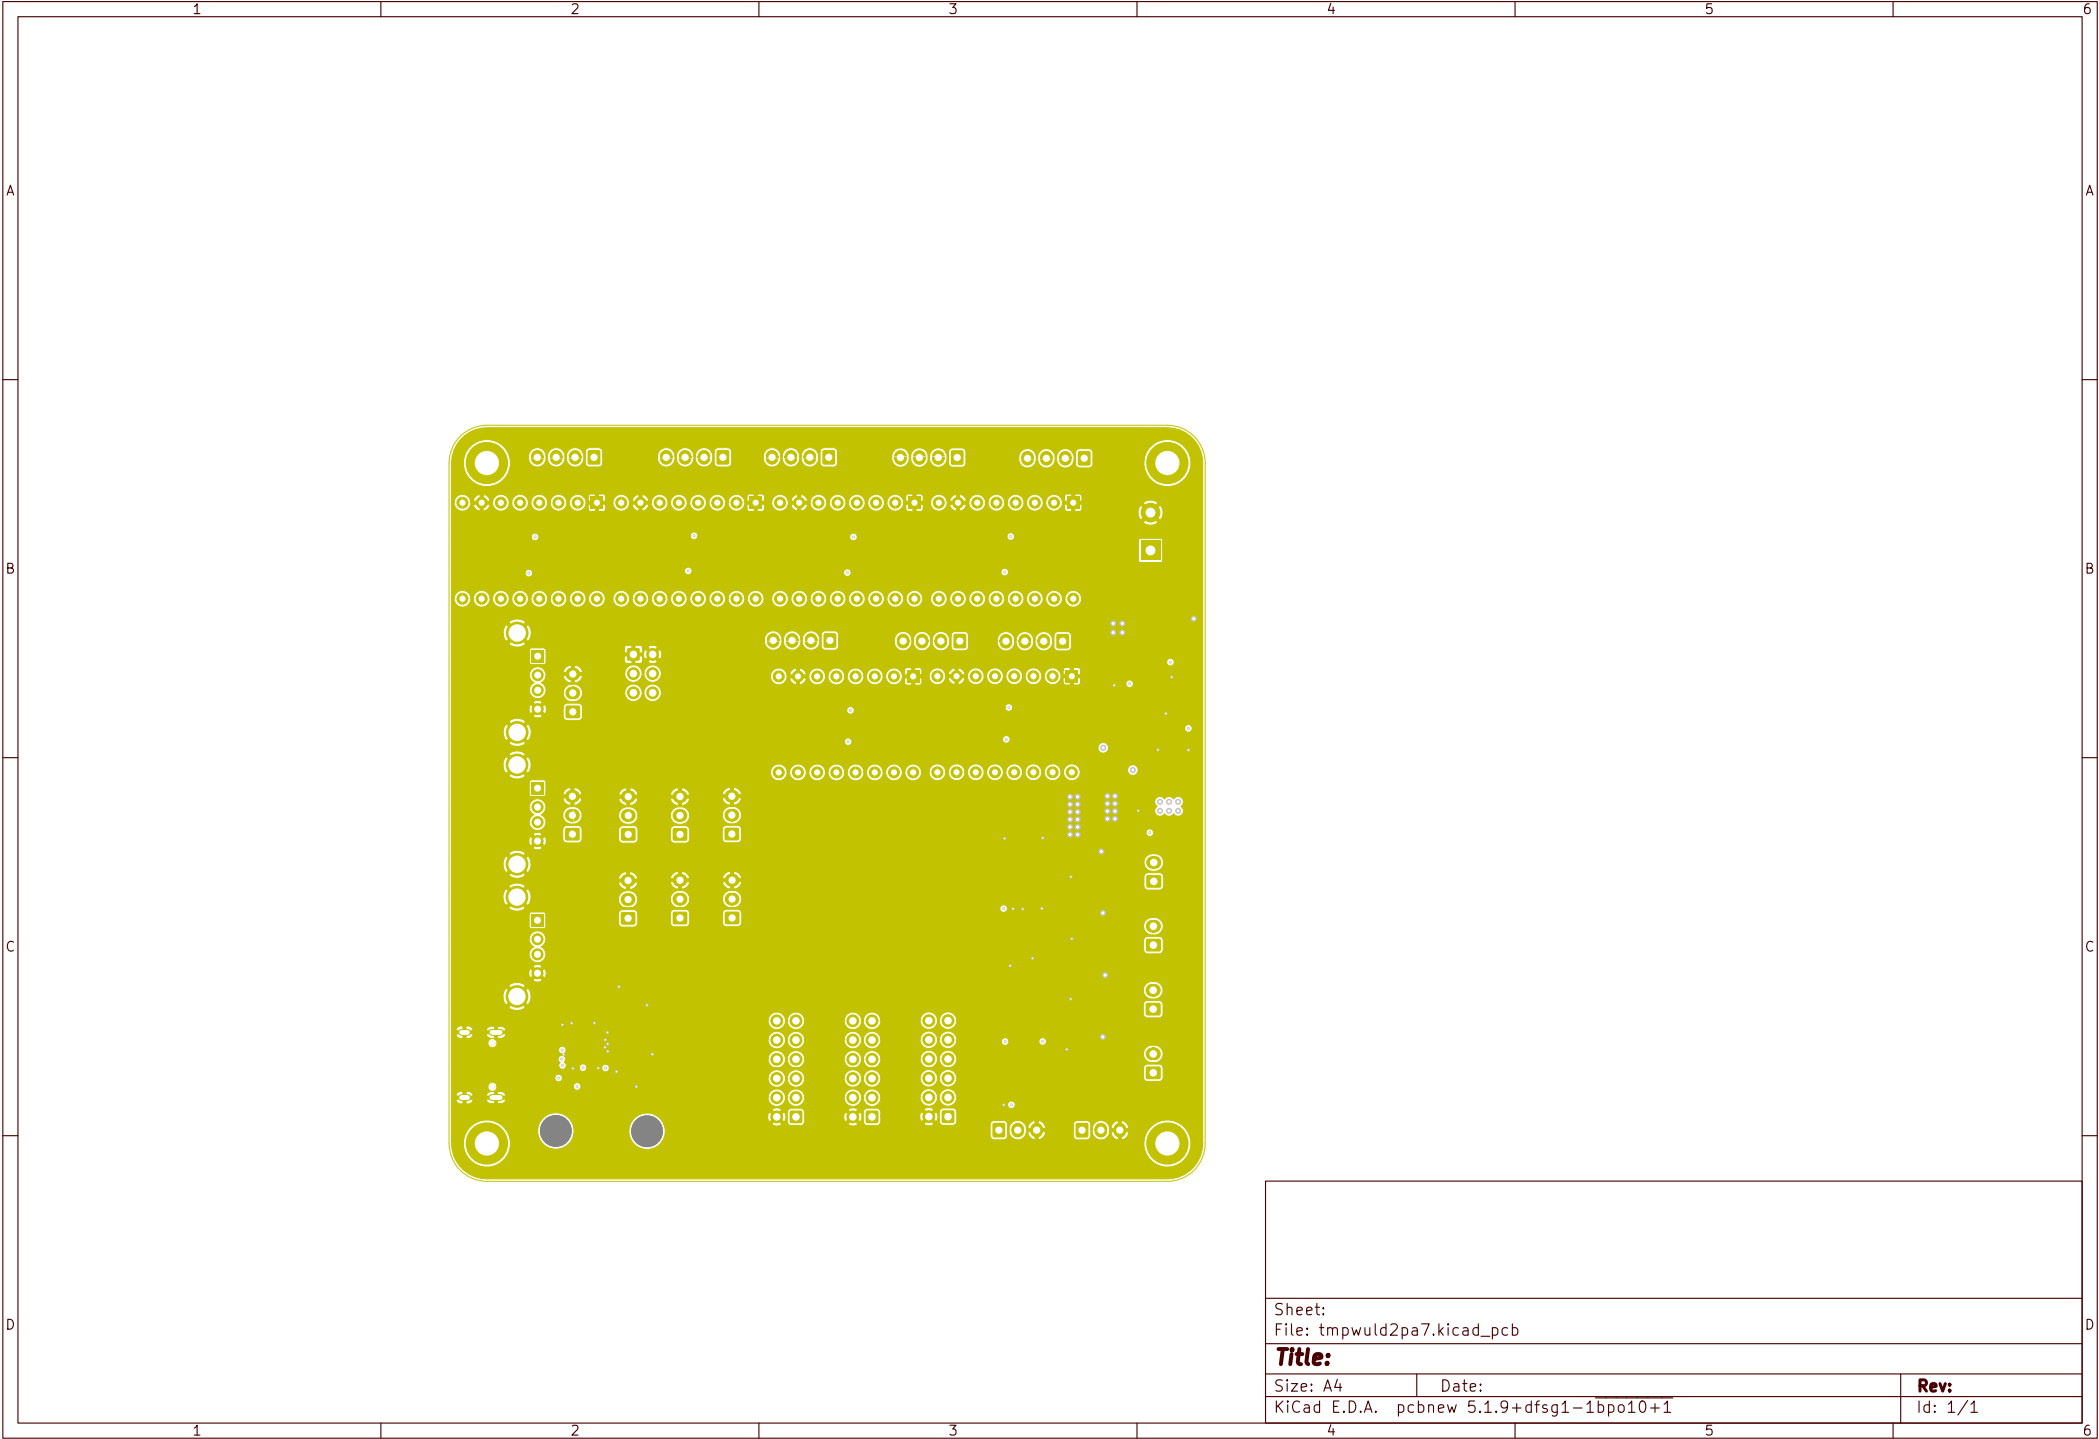 1 2 3 4 5 6
A A
B B
C C
D D
Sheet:
File: tmpwuld2pa7.kicad_pcb
Title:
Size: A4 Date: Rev:
KiCad E.D.A. pcbnew 5.1.9+dfsg1-1bpo10+1 Id: 1/1
1 2 3 4 5 6